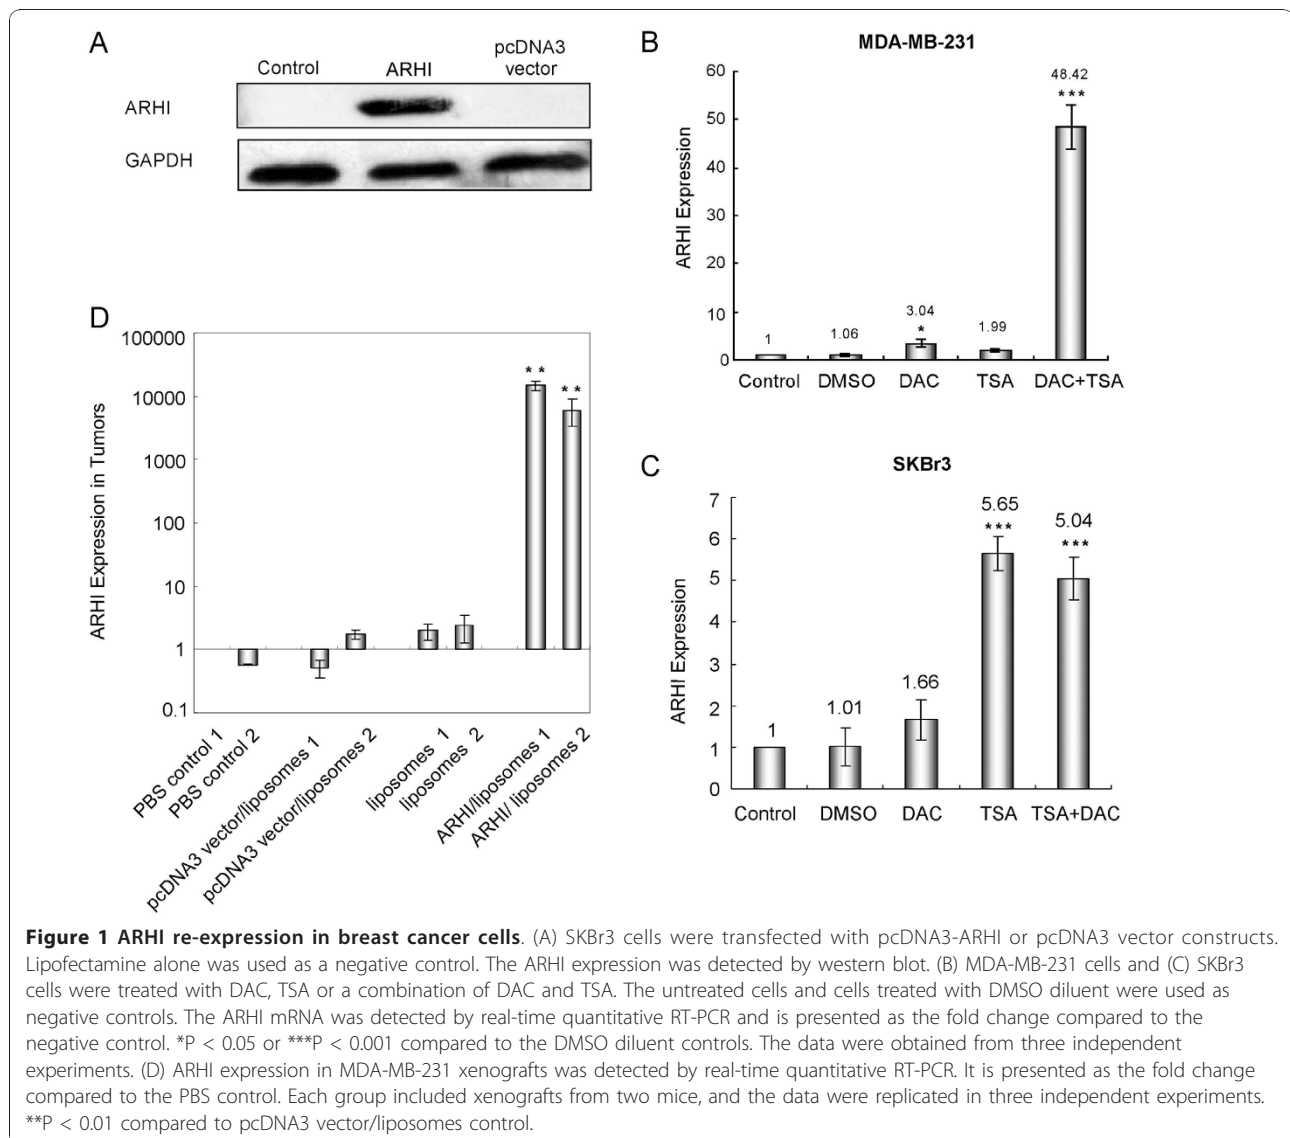 A
Control
ARHI
pcDNA3
vector
ARHI
GAPDH
B
MDA-MB-231
ARHI Expression
60
50
40
30
20
10
0
1
1.06
3.04
*
1.99
48.42
***
Control
DMSO
DAC
TSA
DAC+TSA
D
ARHI Expression in Tumors
100000
10000
1000
100
10
1
0.1
**
**
PBS control 1
PBS control 2
pcDNA3 vector/liposomes 1
pcDNA3 vector/liposomes 2
liposomes 1
liposomes 2
ARHI/liposomes 1
ARHI/ liposomes 2
C
SKBr3
ARHI Expression
7
6
5
4
3
2
1
0
1
1.01
1.66
5.65
***
5.04
***
Control
DMSO
DAC
TSA
TSA+DAC
Figure 1 ARHI re-expression in breast cancer cells. (A) SKBr3 cells were transfected with pcDNA3-ARHI or pcDNA3 vector constructs.
Lipofectamine alone was used as a negative control. The ARHI expression was detected by western blot. (B) MDA-MB-231 cells and (C) SKBr3
cells were treated with DAC, TSA or a combination of DAC and TSA. The untreated cells and cells treated with DMSO diluent were used as
negative controls. The ARHI mRNA was detected by real-time quantitative RT-PCR and is presented as the fold change compared to the
negative control. *P < 0.05 or ***P < 0.001 compared to the DMSO diluent controls. The data were obtained from three independent
experiments. (D) ARHI expression in MDA-MB-231 xenografts was detected by real-time quantitative RT-PCR. It is presented as the fold change
compared to the PBS control. Each group included xenografts from two mice, and the data were replicated in three independent experiments.
**P < 0.01 compared to pcDNA3 vector/liposomes control.